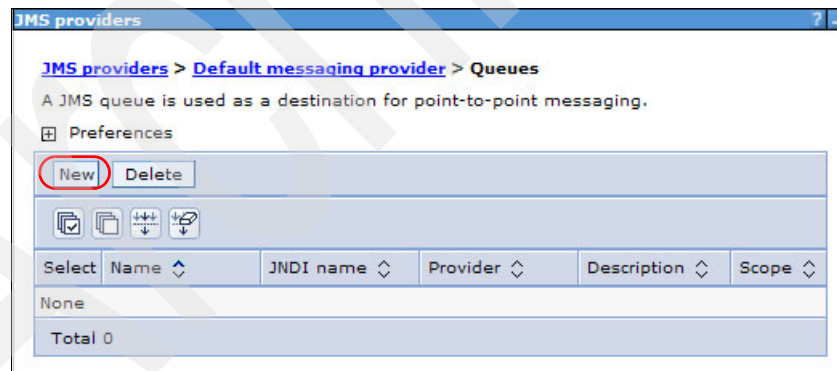 JMS providers ?
JMS providers > Default messaging provider > Queues
A JMS queue is used as a destination for point-to-point messaging.
Preferences
New Delete
Select Name JNDI name Provider Description Scope
None
Total 0